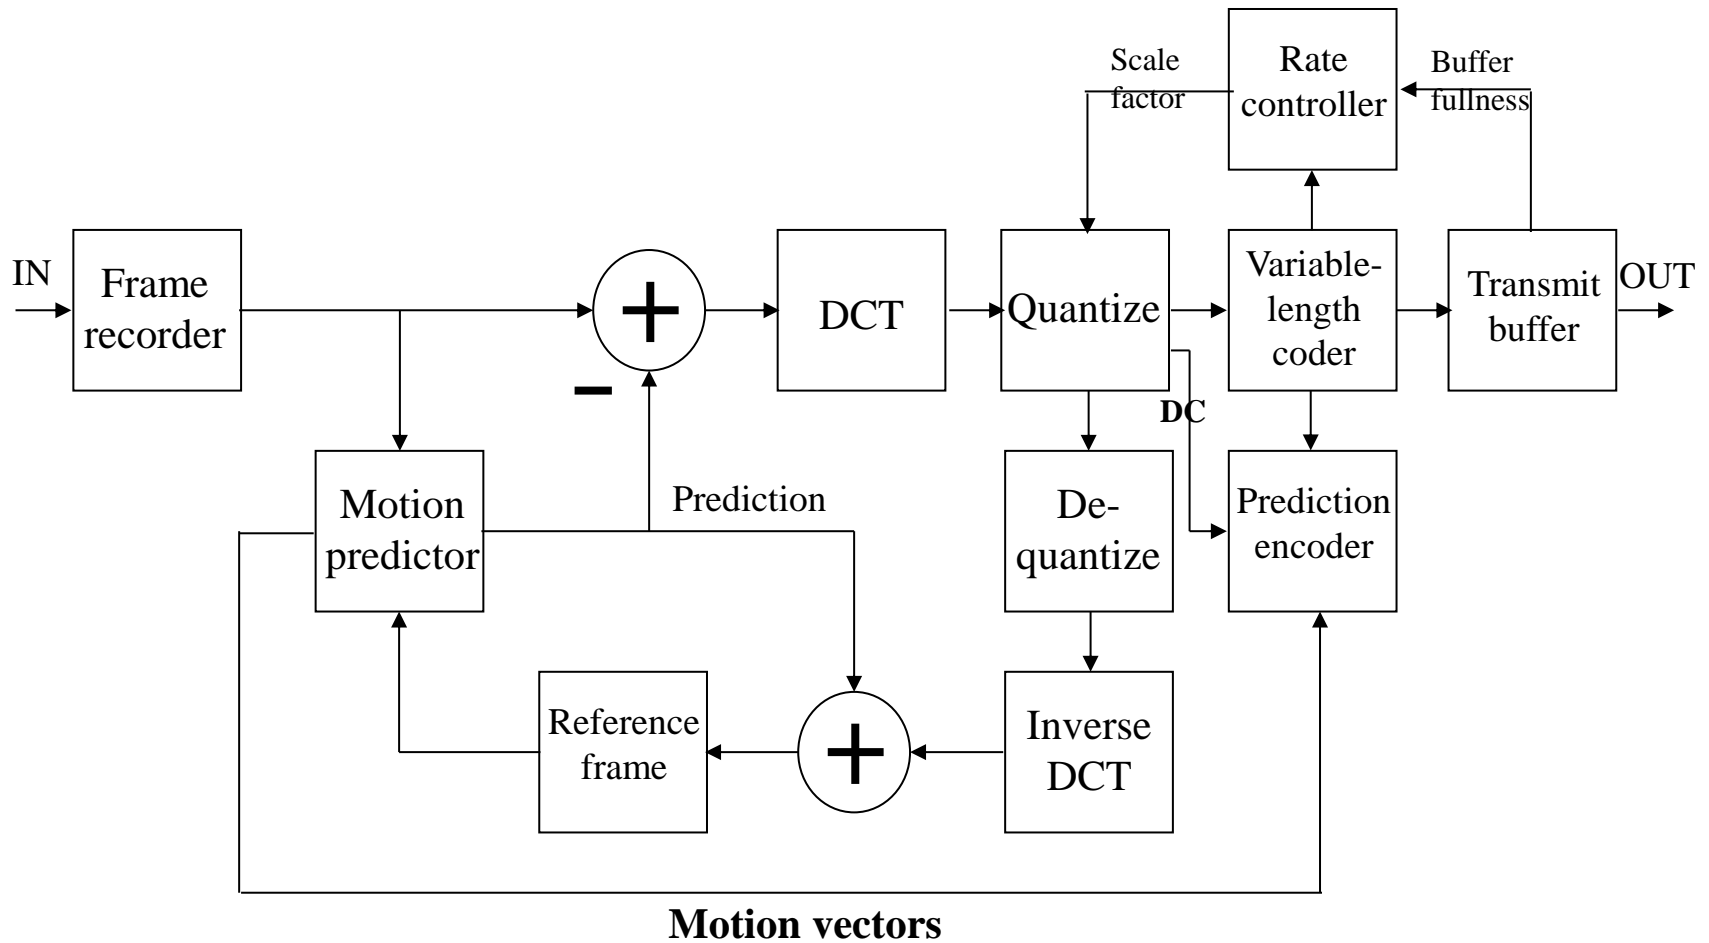 Scale
factor
Rate
controller
Buffer
fullness
IN
Frame
recorder
+
DCT
Quantize
Variable-
length
coder
Transmit
buffer
OUT
−
DC
Motion
predictor
Prediction
De-
quantize
Prediction
encoder
Reference
frame
+
Inverse
DCT
Motion vectors